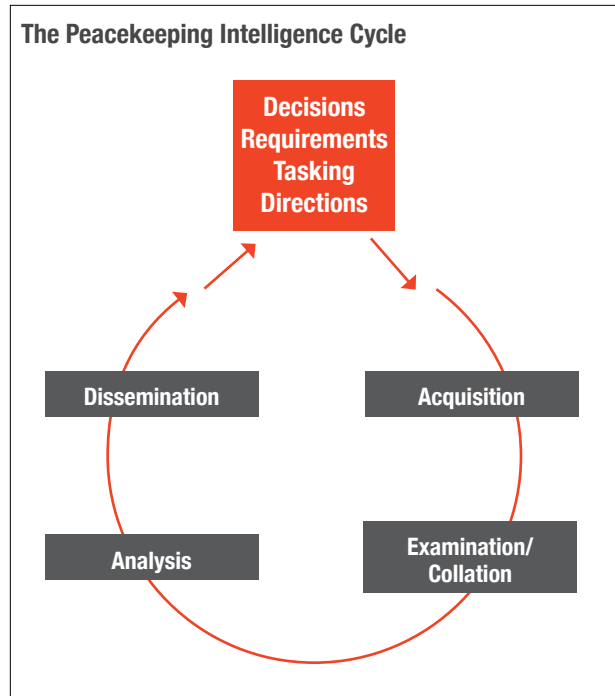 The Peacekeeping Intelligence Cycle
Decisions
Requirements
Tasking
Directions
Dissemination
Acquisition
Analysis
Examination/
Collation